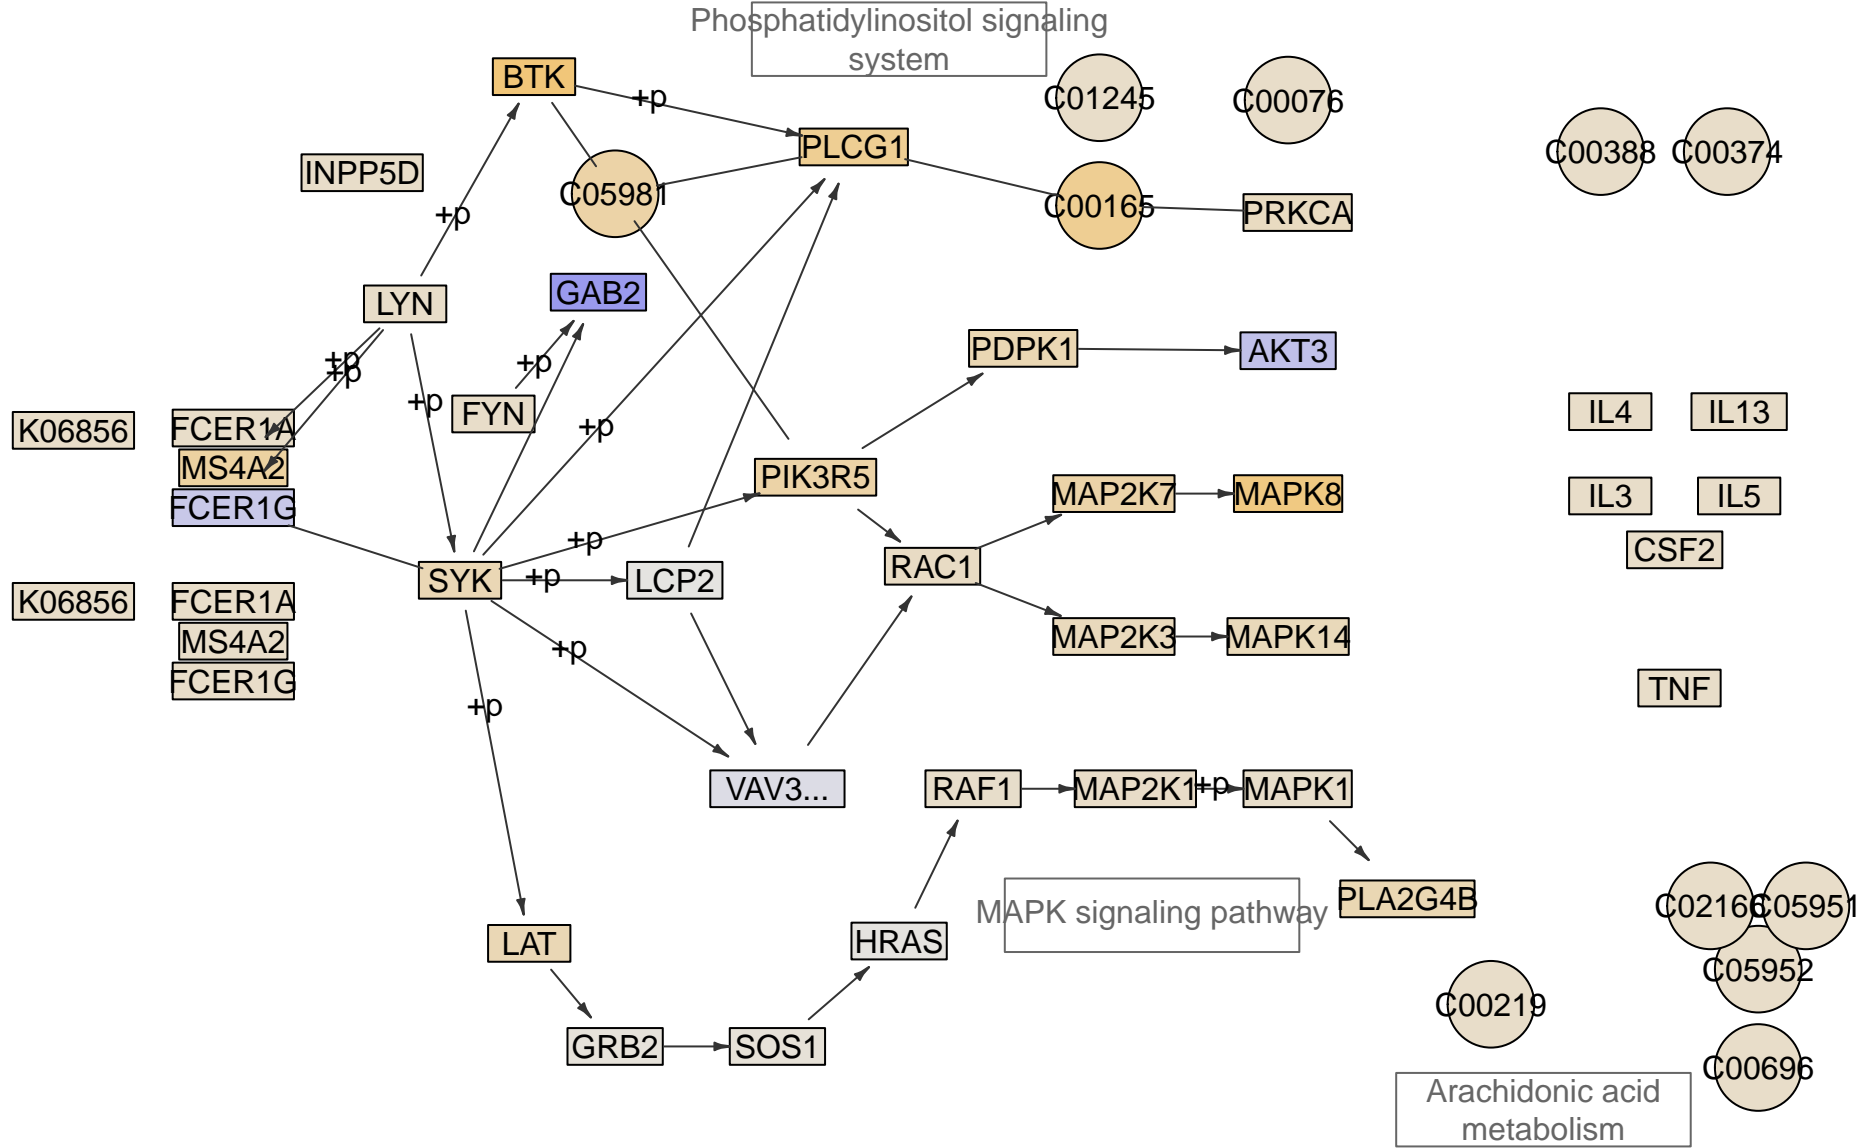 Phosphatidylinositol signaling
system
BTK
+p
C01245
C00076
PLCG1
C00388
C00374
INPP5D
C05981
C00165
PRKCA
+p
LYN
GAB2
PDPK1
AKT3
+p
+p
+p
+p
FYN
+p
K06856
FCER1A
MS4A2
FCER1G
IL4
IL13
PIK3R5
MAP2K7
MAPK8
IL3
IL5
CSF2
+p
SYK
+p
LCP2
RAC1
K06856
FCER1A
MS4A2
FCER1G
+p
MAP2K3
MAPK14
TNF
+p
VAV3...
RAF1
MAP2K1
+p
MAPK1
MAPK signaling pathway
PLA2G4B
C02166
C05951
LAT
HRAS
C05952
C00219
GRB2
SOS1
C00696
Arachidonic acid
metabolism